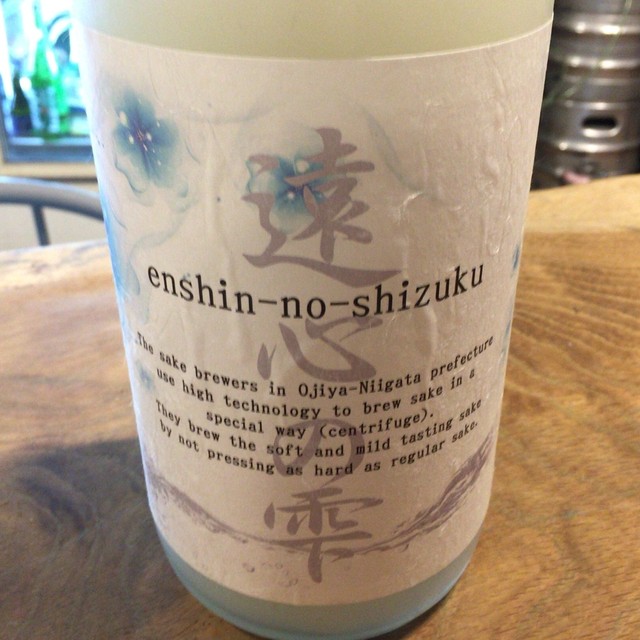 遠心の雫
enshin-no-shizuku
The sake brewers in Ojiya-Niigata prefecture
use high technology to brew sake in a
special way (centrifuge).
They brew the soft and mild tasting sake
by not pressing as hard as regular sake.